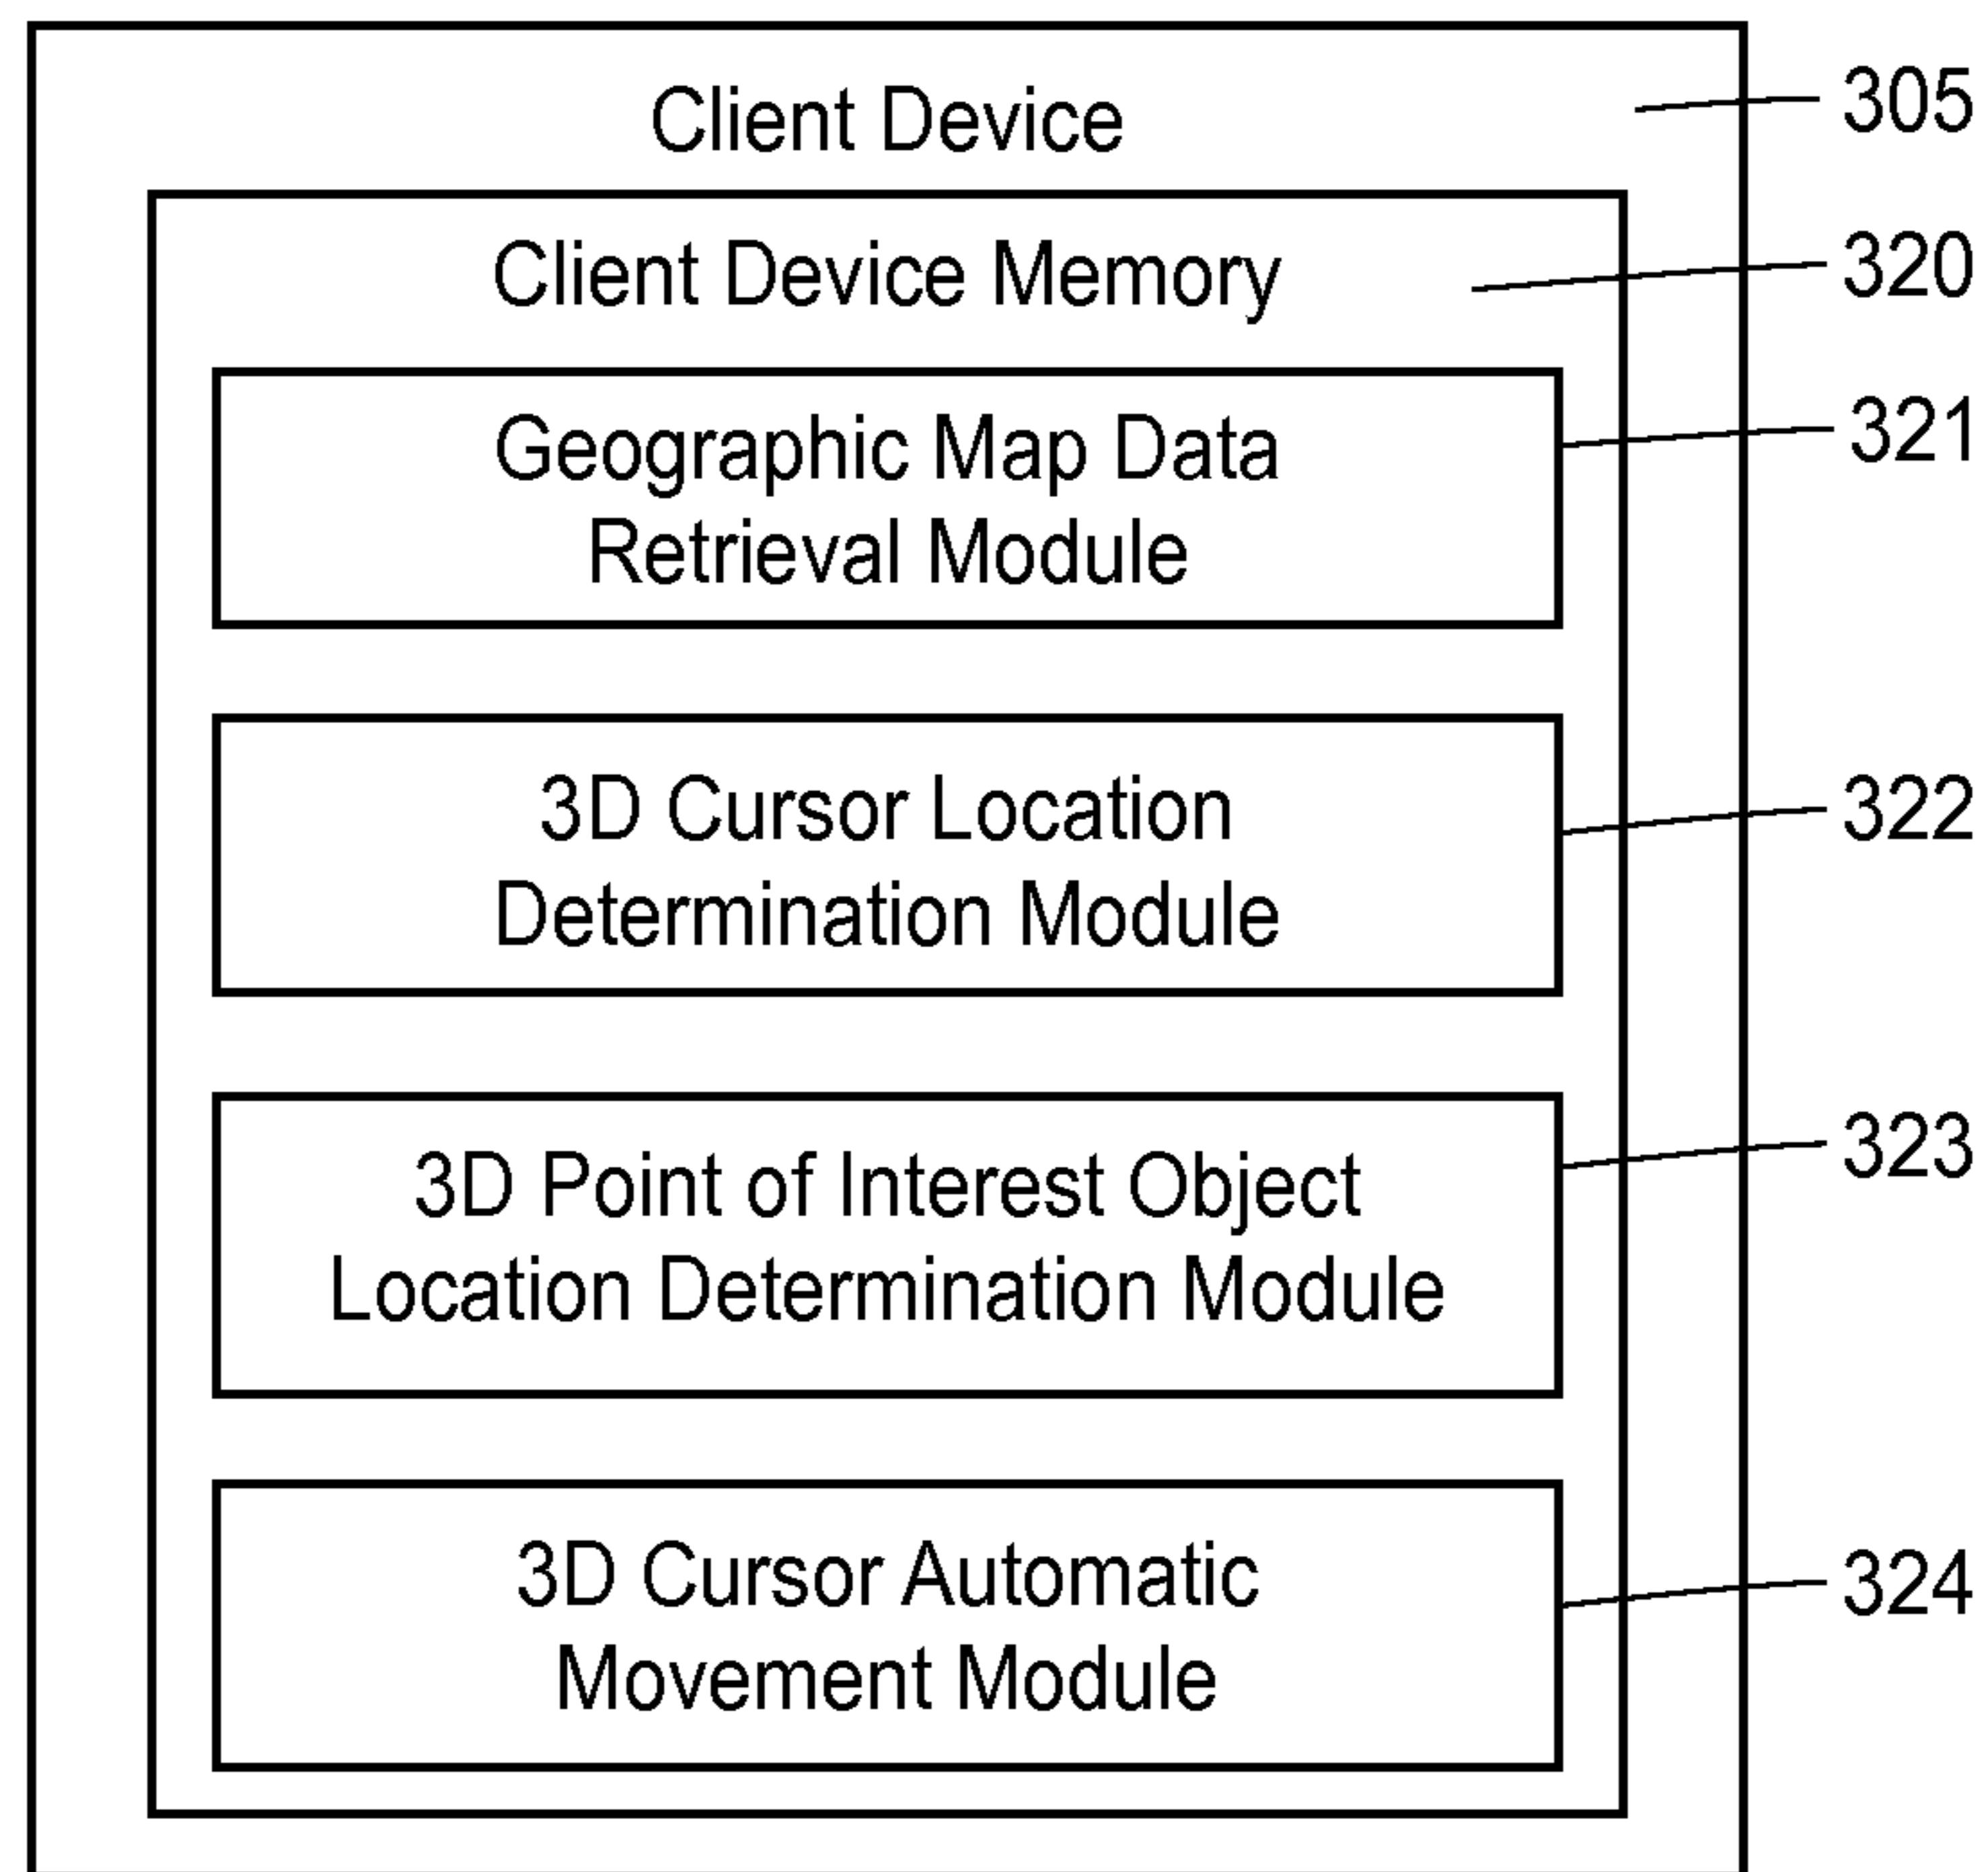 Client Device
305
Client Device Memory
320
Geographic Map Data
Retrieval Module
321
3D Cursor Location
Determination Module
322
3D Point of Interest Object
Location Determination Module
323
3D Cursor Automatic
Movement Module
324